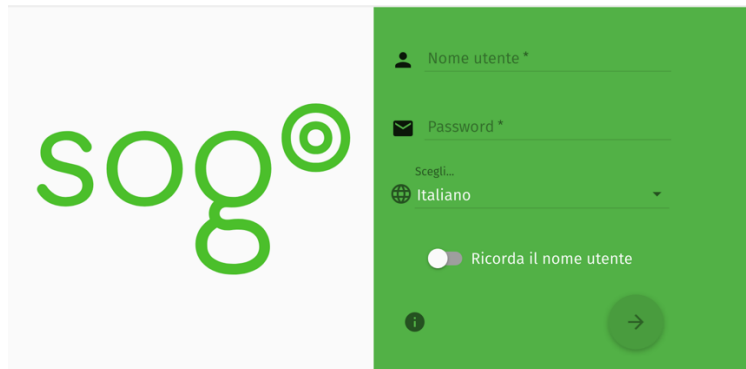 sogo
Nome utente *
Password *
Scegli...
Italiano
Ricorda il nome utente